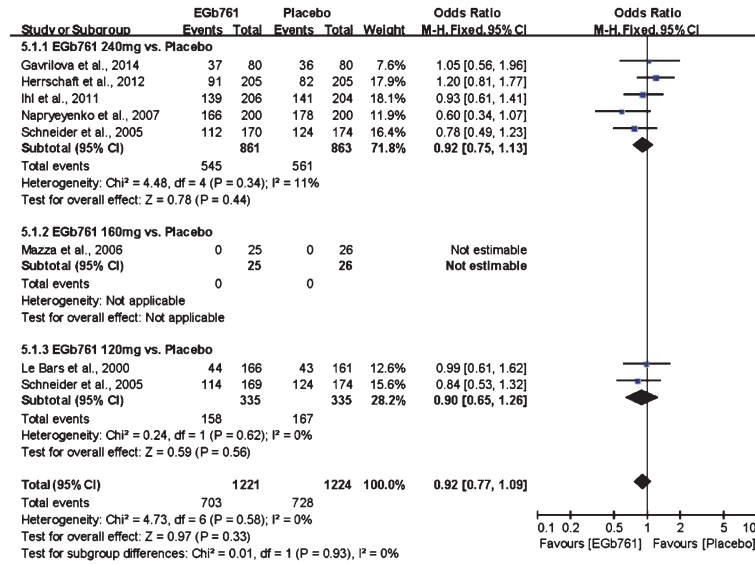 EGb761 Placebo Odds Ratio Odds Ratio
Study or Subgroup Events Total Events Total Weight M-H, Fixed, 95% CI M-H, Fixed, 95% CI
5.1.1 EGb761 240mg vs. Placebo
Gavrilova et al., 2014 37 80 36 80 7.6% 1.05 [0.56, 1.96]
Herrschaft et al., 2012 91 205 82 205 17.9% 1.20 [0.81, 1.77]
Ihl et al., 2011 139 206 141 204 16.4% 0.93 [0.61, 1.41]
Napryeyenko et al., 2007 166 200 178 200 11.9% 0.60 [0.34, 1.07]
Schneider et al., 2005 112 170 124 174 16.4% 0.78 [0.49, 1.23]
Subtotal (95% CI) 861 863 71.8% 0.92 [0.75, 1.13]
Total events 545 561
Heterogeneity: Chi² = 4.48, df = 4 (P = 0.34); I² = 11%
Test for overall effect: Z = 0.78 (P = 0.44)
5.1.2 EGb761 160mg vs. Placebo
Mazza et al., 2006 0 25 0 26 Not estimable
Subtotal (95% CI) 25 26 Not estimable
Total events 0 0
Heterogeneity: Not applicable
Test for overall effect: Not applicable
5.1.3 EGb761 120mg vs. Placebo
Le Bars et al., 2000 44 166 43 161 12.6% 0.99 [0.61, 1.62]
Schneider et al., 2005 114 169 124 174 15.6% 0.84 [0.53, 1.32]
Subtotal (95% CI) 335 335 28.2% 0.90 [0.65, 1.26]
Total events 158 167
Heterogeneity: Chi² = 0.24, df = 1 (P = 0.62); I² = 0%
Test for overall effect: Z = 0.59 (P = 0.56)
Total (95% CI) 1221 1224 100.0% 0.92 [0.77, 1.09]
Total events 703 728
Heterogeneity: Chi² = 4.73, df = 6 (P = 0.58); I² = 0%
Test for overall effect: Z = 0.97 (P = 0.33)
Test for subgroup differences: Chi² = 0.01, df = 1 (P = 0.93), I² = 0%
0.1 0.2 0.5 1 2 5 10
Favours [EGb761] Favours [Placebo]